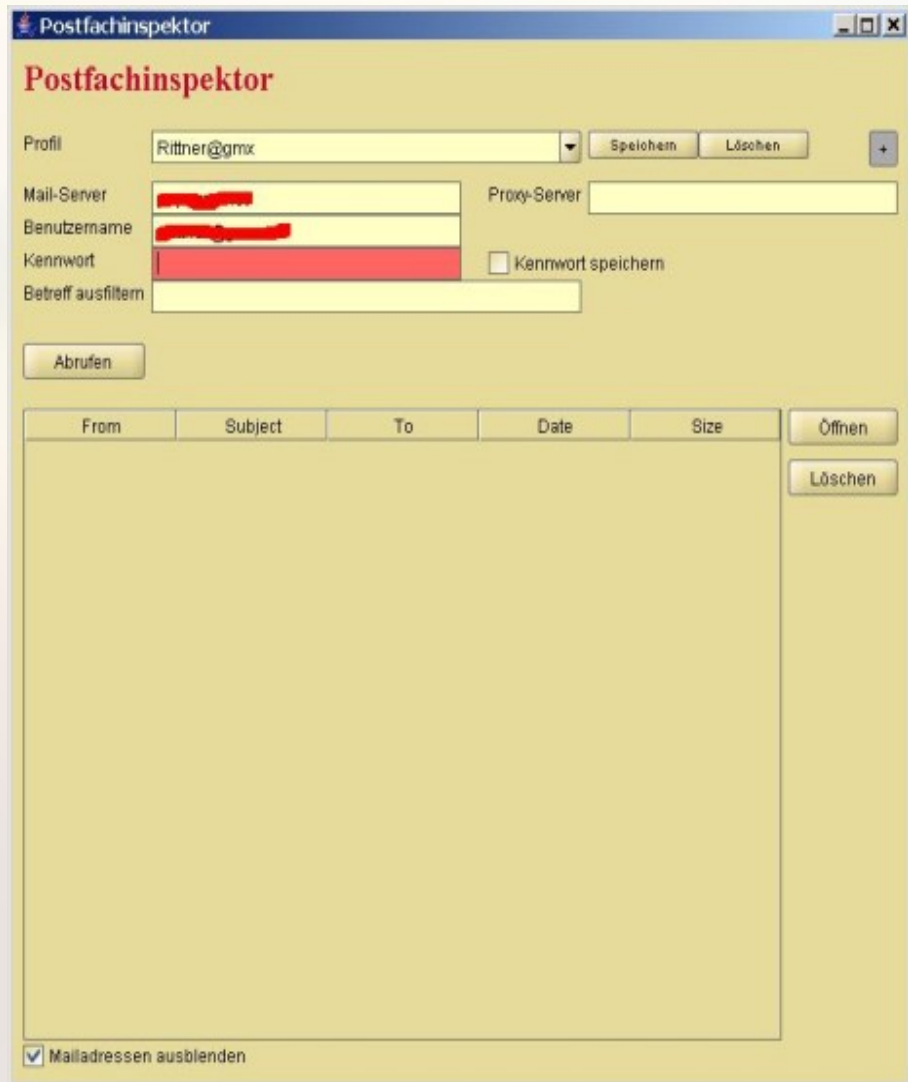 Postfachinspektor
Postfachinspektor
Profil Rittner@gmx Speichern Löschen +
Mail-Server Proxy-Server
Benutzername
Kennwort Kennwort speichern
Betreff ausfiltern
Abrufen
From Subject To Date Size Öffnen
Löschen
Mailadressen ausblenden